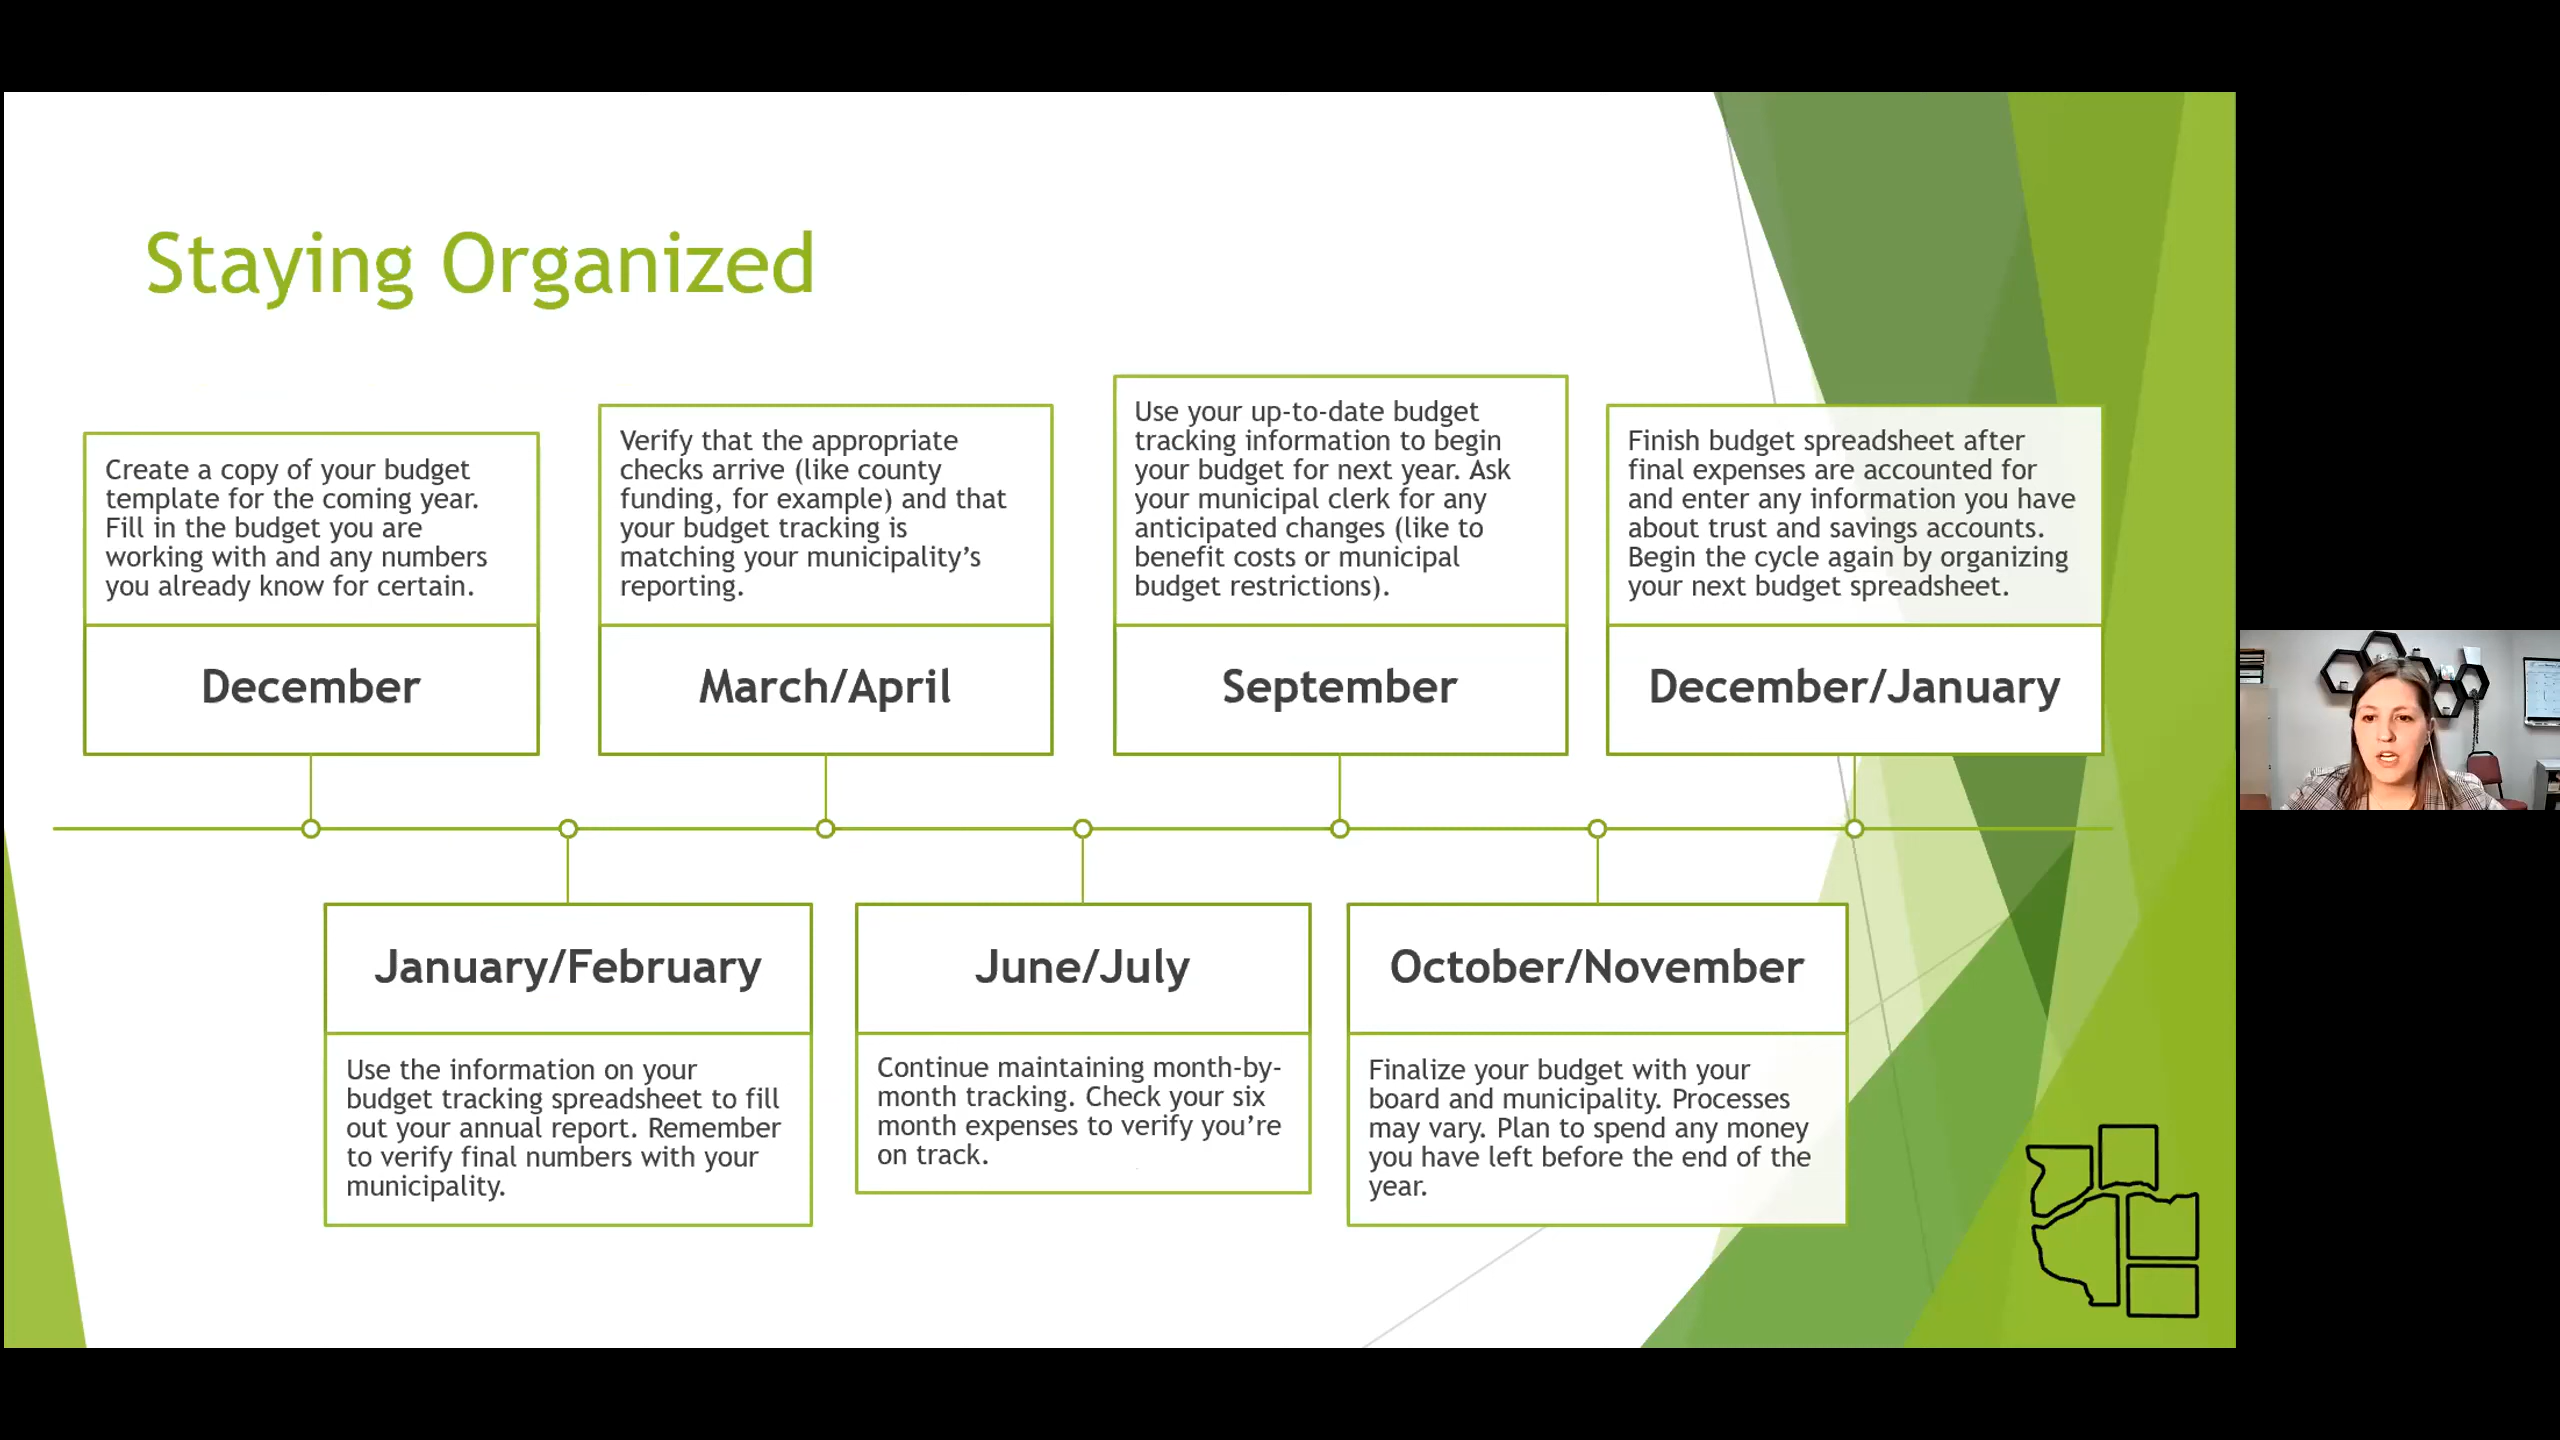 Staying Organized
Create a copy of your budget
template for the coming year.
Fill in the budget you are
working with and any numbers
you already know for certain.
December
January/February
Use the information on your
budget tracking spreadsheet to fill
out your annual report. Remember
to verify final numbers with your
municipality.
Verify that the appropriate
checks arrive (like county
funding, for example) and that
your budget tracking is
matching your municipality’s
reporting.
March/April
June/July
Continue maintaining month-by-
month tracking. Check your six
month expenses to verify you’re
on track.
Use your up-to-date budget
tracking information to begin
your budget for next year. Ask
your municipal clerk for any
anticipated changes (like to
benefit costs or municipal
budget restrictions).
September
October/November
Finalize your budget with your
board and municipality. Processes
may vary. Plan to spend any money
you have left before the end of the
year.
Finish budget spreadsheet after
final expenses are accounted for
and enter any information you have
about trust and savings accounts.
Begin the cycle again by organizing
your next budget spreadsheet.
December/January